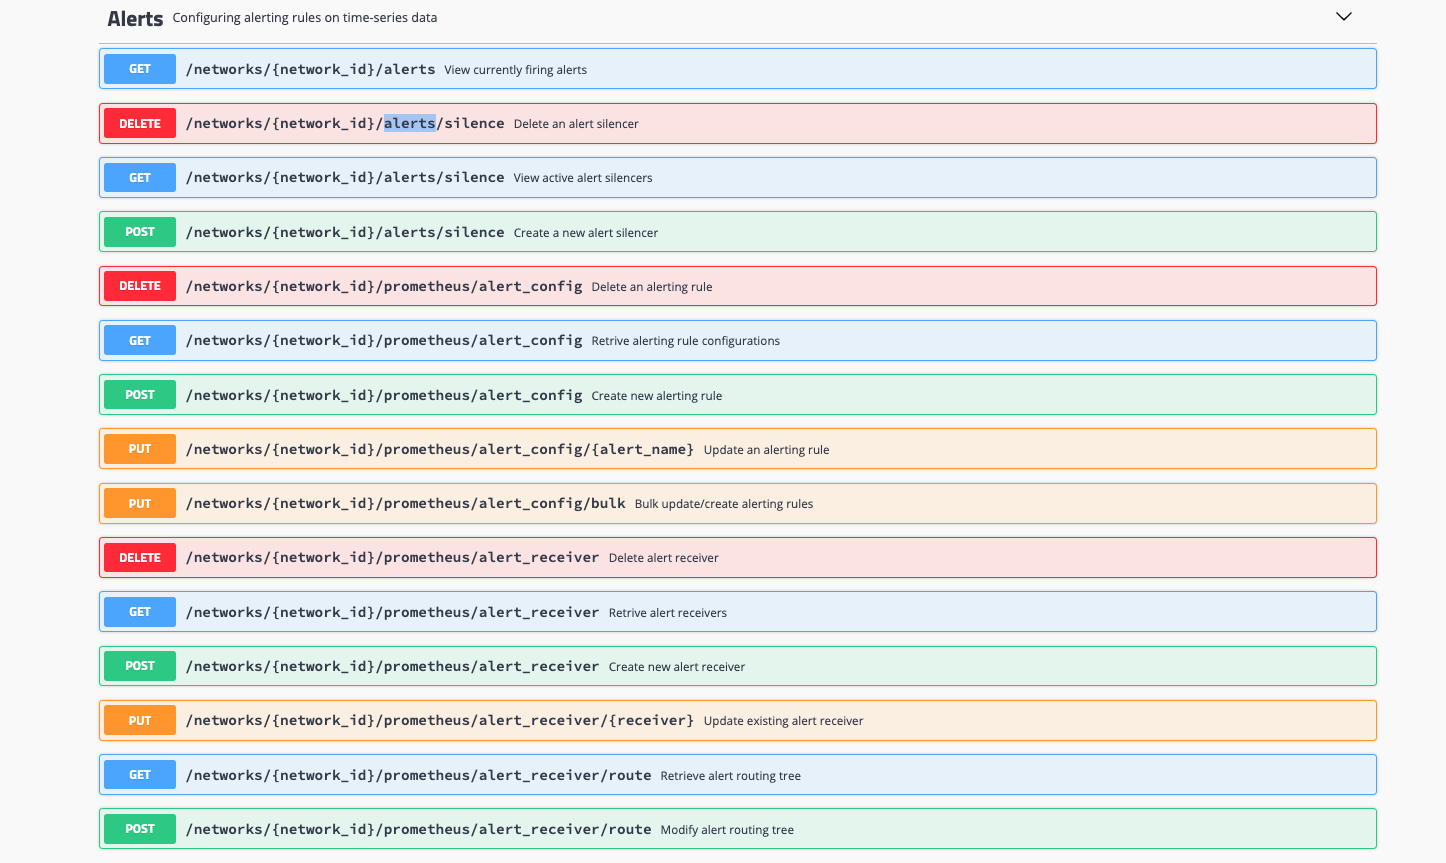 Alerts Configuring alerting rules on time-series data
GET /networks/{network_id}/alerts View currently firing alerts
DELETE /networks/{network_id}/alerts/silence Delete an alert silencer
GET /networks/{network_id}/alerts/silence View active alert silencers
POST /networks/{network_id}/alerts/silence Create a new alert silencer
DELETE /networks/{network_id}/prometheus/alert_config Delete an alerting rule
GET /networks/{network_id}/prometheus/alert_config Retrive alerting rule configurations
POST /networks/{network_id}/prometheus/alert_config Create new alerting rule
PUT /networks/{network_id}/prometheus/alert_config/{alert_name} Update an alerting rule
PUT /networks/{network_id}/prometheus/alert_config/bulk Bulk update/create alerting rules
DELETE /networks/{network_id}/prometheus/alert_receiver Delete alert receiver
GET /networks/{network_id}/prometheus/alert_receiver Retrive alert receivers
POST /networks/{network_id}/prometheus/alert_receiver Create new alert receiver
PUT /networks/{network_id}/prometheus/alert_receiver/{receiver} Update existing alert receiver
GET /networks/{network_id}/prometheus/alert_receiver/route Retrieve alert routing tree
POST /networks/{network_id}/prometheus/alert_receiver/route Modify alert routing tree